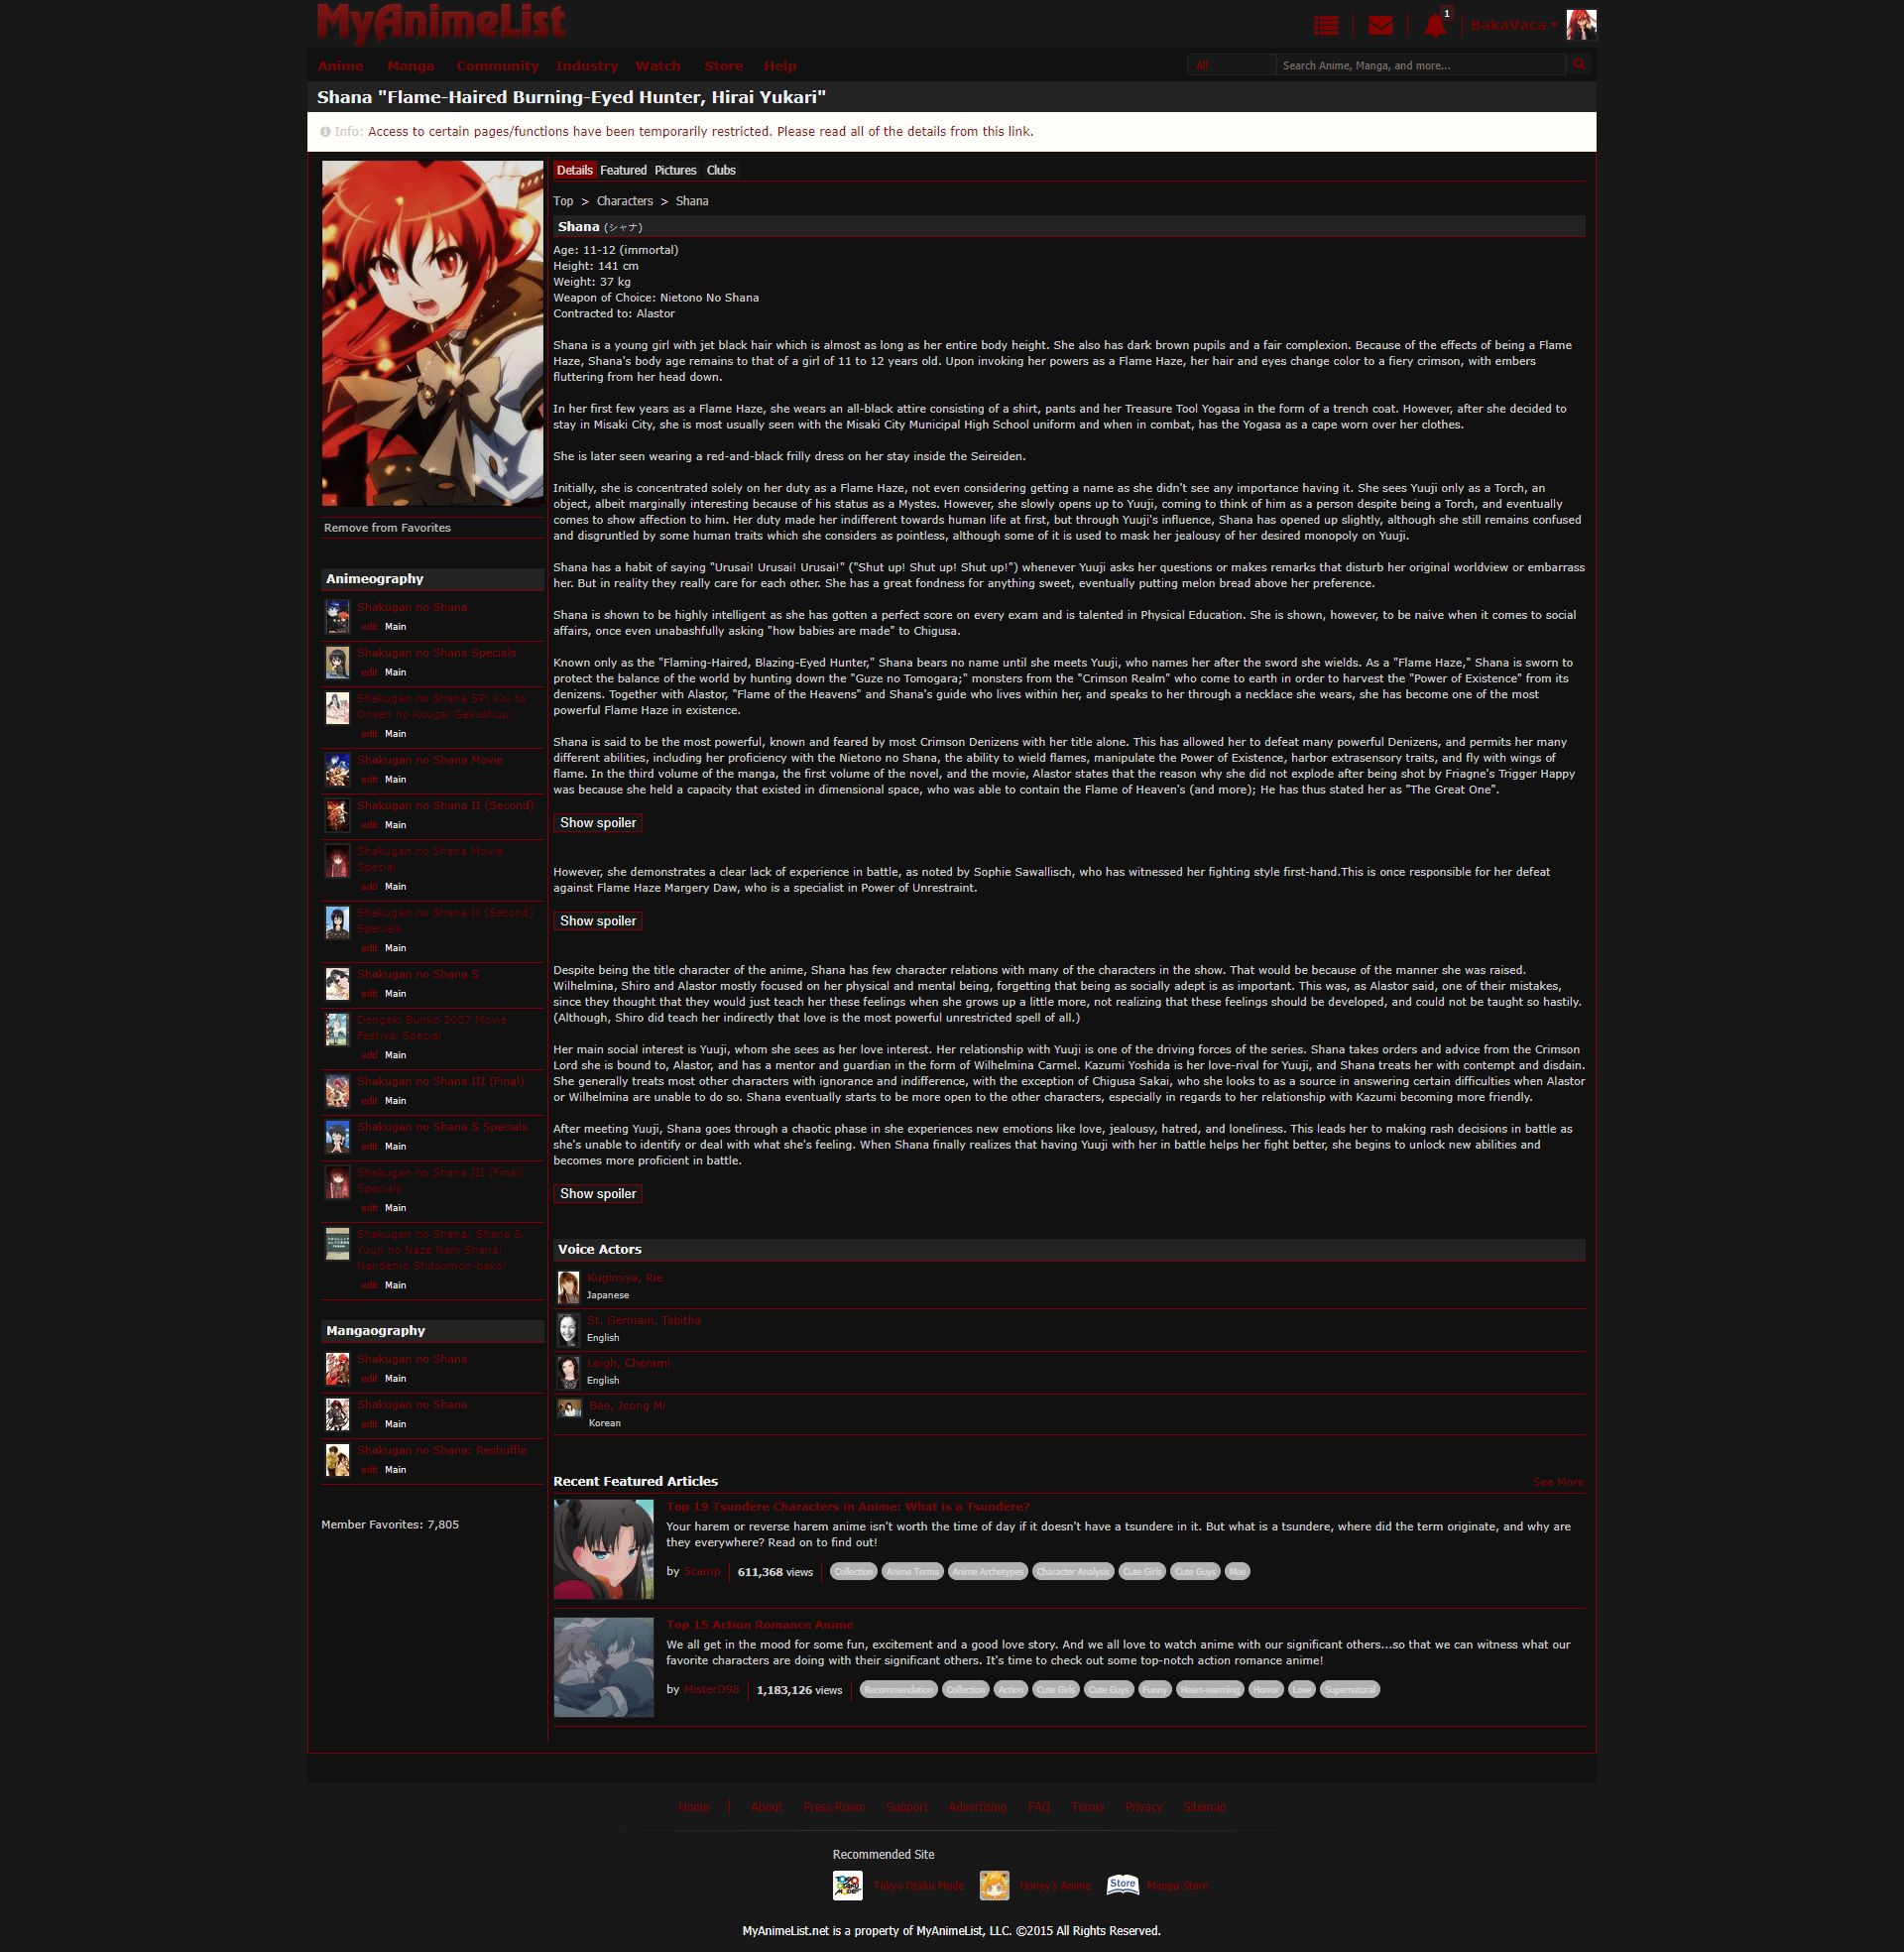 MyAnimeList
1
BakaVaca
Anime Manga Community Industry Watch Store Help
All Search Anime, Manga, and more...
Shana "Flame-Haired Burning-Eyed Hunter, Hirai Yukari"
Info: Access to certain pages/functions have been temporarily restricted. Please read all of the details from this link.
Remove from Favorites
Animeography
Shakugan no Shana
edit Main
Shakugan no Shana Specials
edit Main
Shakugan no Shana SP: Koi to
Onsen no Kougai Gakushuu!
edit Main
Shakugan no Shana Movie
edit Main
Shakugan no Shana II (Second)
edit Main
Shakugan no Shana Movie
Special
add Main
Shakugan no Shana II (Second)
Specials
edit Main
Shakugan no Shana S
edit Main
Dengeki Bunko 2007 Movie
Festival Special
add Main
Shakugan no Shana III (Final)
edit Main
Shakugan no Shana S Specials
edit Main
Shakugan no Shana III (Final)
Specials
edit Main
Shakugan no Shana: Shana &
Yuuji no Naze Nani Shana!
Nandemo Shitsumon-bako!
edit Main
Mangaography
Shakugan no Shana
edit Main
Shakugan no Shana
edit Main
Shakugan no Shana: Reshuffle
edit Main
Member Favorites: 7,805
Details Featured Pictures Clubs
Top > Characters > Shana
Shana (シャナ)
Age: 11-12 (immortal)
Height: 141 cm
Weight: 37 kg
Weapon of Choice: Nietono No Shana
Contracted to: Alastor
Shana is a young girl with jet black hair which is almost as long as her entire body height. She also has dark brown pupils and a fair complexion. Because of the effects of being a Flame
Haze, Shana's body age remains to that of a girl of 11 to 12 years old. Upon invoking her powers as a Flame Haze, her hair and eyes change color to a fiery crimson, with embers
fluttering from her head down.
In her first few years as a Flame Haze, she wears an all-black attire consisting of a shirt, pants and her Treasure Tool Yogasa in the form of a trench coat. However, after she decided to
stay in Misaki City, she is most usually seen with the Misaki City Municipal High School uniform and when in combat, has the Yogasa as a cape worn over her clothes.
She is later seen wearing a red-and-black frilly dress on her stay inside the Seireiden.
Initially, she is concentrated solely on her duty as a Flame Haze, not even considering getting a name as she didn't see any importance having it. She sees Yuuji only as a Torch, an
object, albeit marginally interesting because of his status as a Mystes. However, she slowly opens up to Yuuji, coming to think of him as a person despite being a Torch, and eventually
comes to show affection to him. Her duty made her indifferent towards human life at first, but through Yuuji's influence, Shana has opened up slightly, although she still remains confused
and disgruntled by some human traits which she considers as pointless, although some of it is used to mask her jealousy of her desired monopoly on Yuuji.
Shana has a habit of saying "Urusai! Urusai! Urusai!" ("Shut up! Shut up! Shut up!") whenever Yuuji asks her questions or makes remarks that disturb her original worldview or embarrass
her. But in reality they really care for each other. She has a great fondness for anything sweet, eventually putting melon bread above her preference.
Shana is shown to be highly intelligent as she has gotten a perfect score on every exam and is talented in Physical Education. She is shown, however, to be naive when it comes to social
affairs, once even unabashfully asking "how babies are made" to Chigusa.
Known only as the "Flaming-Haired, Blazing-Eyed Hunter," Shana bears no name until she meets Yuuji, who names her after the sword she wields. As a "Flame Haze," Shana is sworn to
protect the balance of the world by hunting down the "Guze no Tomogara;" monsters from the "Crimson Realm" who come to earth in order to harvest the "Power of Existence" from its
denizens. Together with Alastor, "Flame of the Heavens" and Shana's guide who lives within her, and speaks to her through a necklace she wears, she has become one of the most
powerful Flame Haze in existence.
Shana is said to be the most powerful, known and feared by most Crimson Denizens with her title alone. This has allowed her to defeat many powerful Denizens, and permits her many
different abilities, including her proficiency with the Nietono no Shana, the ability to wield flames, manipulate the Power of Existence, harbor extrasensory traits, and fly with wings of
flame. In the third volume of the manga, the first volume of the novel, and the movie, Alastor states that the reason why she did not explode after being shot by Friagne's Trigger Happy
was because she held a capacity that existed in dimensional space, who was able to contain the Flame of Heaven's (and more); He has thus stated her as "The Great One".
Show spoiler
However, she demonstrates a clear lack of experience in battle, as noted by Sophie Sawallisch, who has witnessed her fighting style first-hand.This is once responsible for her defeat
against Flame Haze Margery Daw, who is a specialist in Power of Unrestraint.
Show spoiler
Despite being the title character of the anime, Shana has few character relations with many of the characters in the show. That would be because of the manner she was raised.
Wilhelmina, Shiro and Alastor mostly focused on her physical and mental being, forgetting that being as socially adept is as important. This was, as Alastor said, one of their mistakes,
since they thought that they would just teach her these feelings when she grows up a little more, not realizing that these feelings should be developed, and could not be taught so hastily.
(Although, Shiro did teach her indirectly that love is the most powerful unrestricted spell of all.)
Her main social interest is Yuuji, whom she sees as her love interest. Her relationship with Yuuji is one of the driving forces of the series. Shana takes orders and advice from the Crimson
Lord she is bound to, Alastor, and has a mentor and guardian in the form of Wilhelmina Carmel. Kazumi Yoshida is her love-rival for Yuuji, and Shana treats her with contempt and disdain.
She generally treats most other characters with ignorance and indifference, with the exception of Chigusa Sakai, who she looks to as a source in answering certain difficulties when Alastor
or Wilhelmina are unable to do so. Shana eventually starts to be more open to the other characters, especially in regards to her relationship with Kazumi becoming more friendly.
After meeting Yuuji, Shana goes through a chaotic phase in she experiences new emotions like love, jealousy, hatred, and loneliness. This leads her to making rash decisions in battle as
she's unable to identify or deal with what she's feeling. When Shana finally realizes that having Yuuji with her in battle helps her fight better, she begins to unlock new abilities and
becomes more proficient in battle.
Show spoiler
Voice Actors
Kugimiya, Rie
Japanese
St. Germain, Tabitha
English
Leigh, Cherami
English
Bae, Jeong Mi
Korean
Recent Featured Articles See More
Top 19 Tsundere Characters in Anime: What is a Tsundere?
Your harem or reverse harem anime isn't worth the time of day if it doesn't have a tsundere in it. But what is a tsundere, where did the term originate, and why are
they everywhere? Read on to find out!
by Scamp 611,368 views Collection Anime Terms Anime Archetypes Character Analysis Cute Girls Cute Guys Moe
Top 15 Action Romance Anime
We all get in the mood for some fun, excitement and a good love story. And we all love to watch anime with our significant others...so that we can witness what our
favorite characters are doing with their significant others. It's time to check out some top-notch action romance anime!
by MisterD98 1,183,126 views Recommendation Collection Action Cute Girls Cute Guys Funny Heart-warming Horror Love Supernatural
Home About Press Room Support Advertising FAQ Terms Privacy Sitemap
Recommended Site
Tokyo Otaku Mode Honey's Anime Store Manga Store
MyAnimeList.net is a property of MyAnimeList, LLC. ©2015 All Rights Reserved.